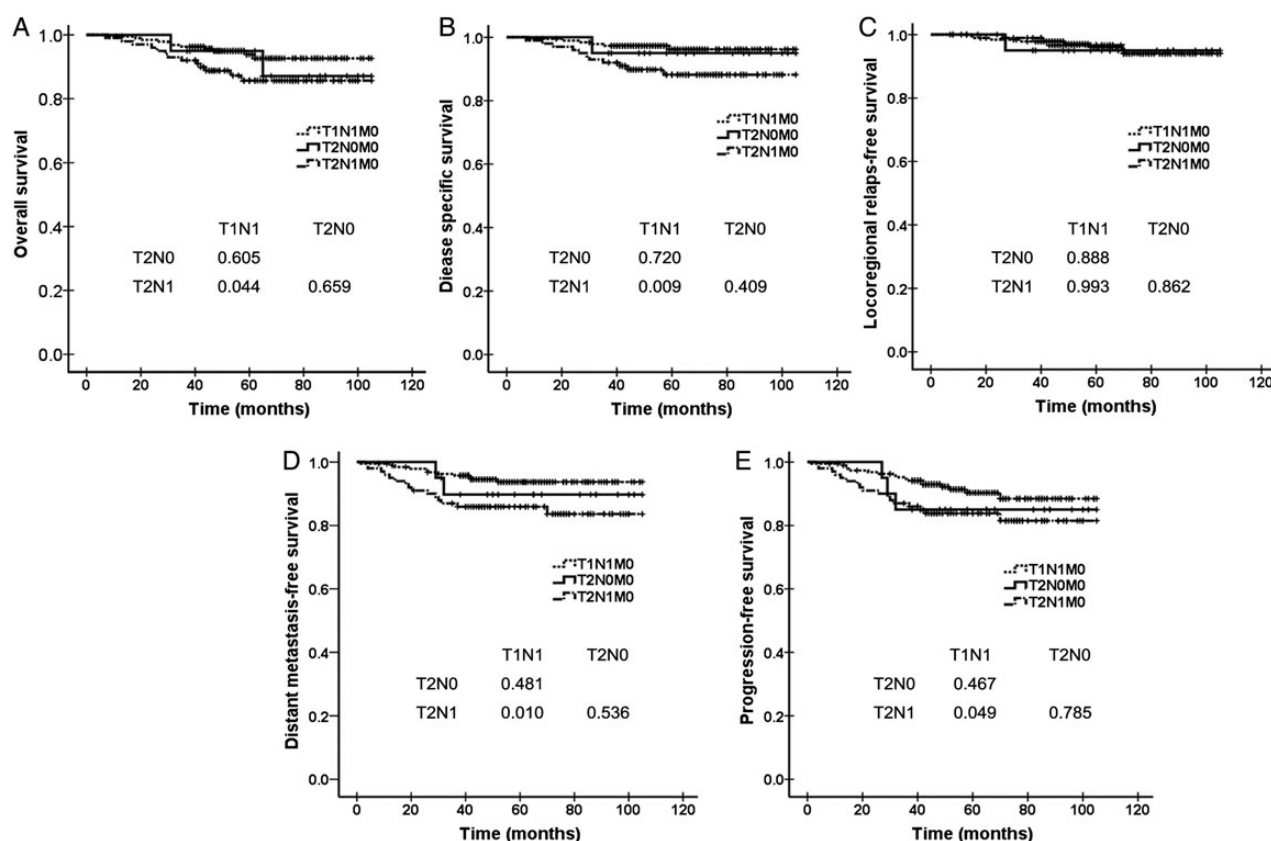 A
Overall survival
1.0
0.8
0.6
0.4
0.2
0.0
T1N1M0
T2N0M0
T2N1M0
T1N1 T2N0
T2N0 0.605
T2N1 0.044 0.659
0 20 40 60 80 100 120
Time (months)
B
Diease specific survival
1.0
0.8
0.6
0.4
0.2
0.0
T1N1M0
T2N0M0
T2N1M0
T1N1 T2N0
T2N0 0.720
T2N1 0.009 0.409
0 20 40 60 80 100 120
Time (months)
C
Locoregional relaps-free survival
1.0
0.8
0.6
0.4
0.2
0.0
T1N1M0
T2N0M0
T2N1M0
T1N1 T2N0
T2N0 0.888
T2N1 0.993 0.862
0 20 40 60 80 100 120
Time (months)
D
Distant metastasis-free survival
1.0
0.8
0.6
0.4
0.2
0.0
T1N1M0
T2N0M0
T2N1M0
T1N1 T2N0
T2N0 0.481
T2N1 0.010 0.536
0 20 40 60 80 100 120
Time (months)
E
Progression-free survival
1.0
0.8
0.6
0.4
0.2
0.0
T1N1M0
T2N0M0
T2N1M0
T1N1 T2N0
T2N0 0.467
T2N1 0.049 0.785
0 20 40 60 80 100 120
Time (months)